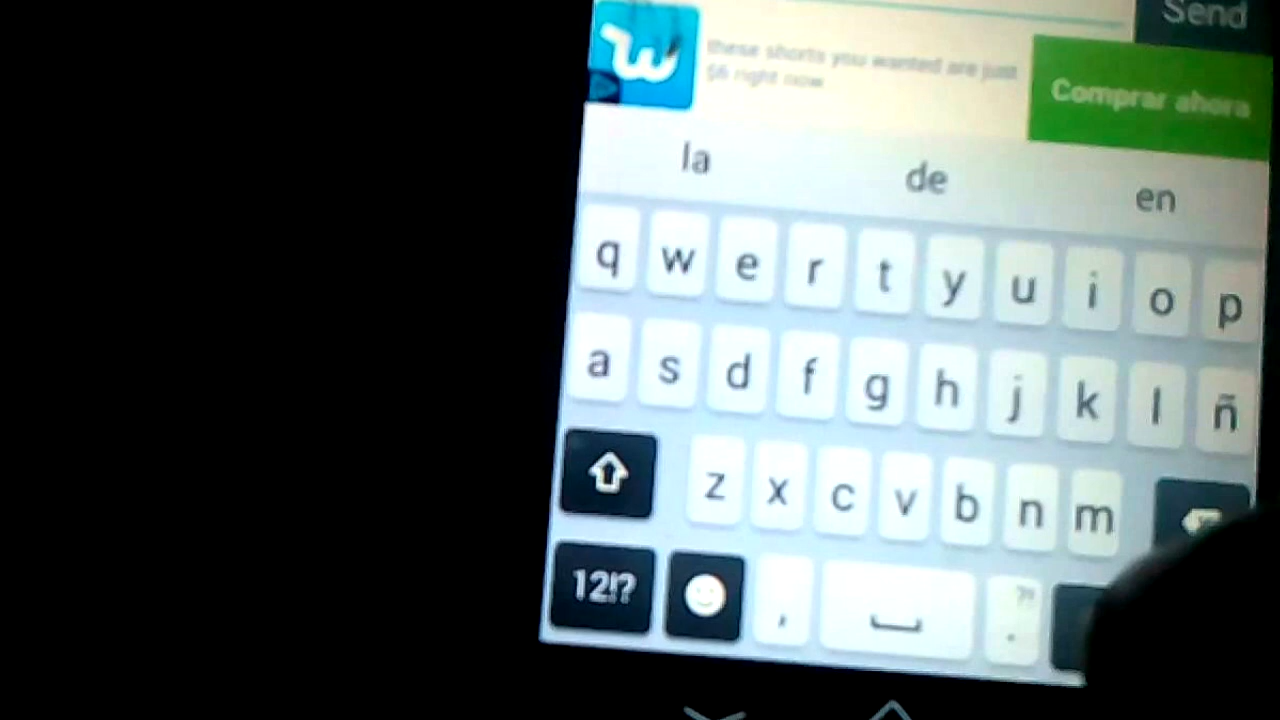 Send
these shorts you wanted are just
$6 right now
Comprar ahora
la de en
q w e r t y u i o p
a s d f g h j k l ñ
z x c v b n m
12!? , ?! .